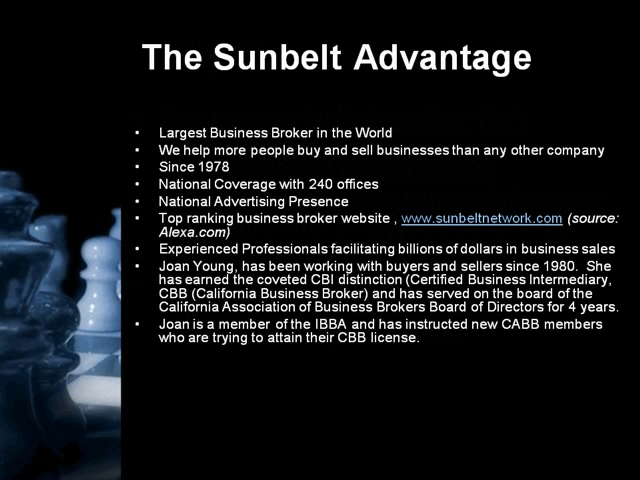 The Sunbelt Advantage
• Largest Business Broker in the World
• We help more people buy and sell businesses than any other company
• Since 1978
• National Coverage with 240 offices
• National Advertising Presence
• Top ranking business broker website , www.sunbeltnetwork.com (source:
Alexa.com)
• Experienced Professionals facilitating billions of dollars in business sales
• Joan Young, has been working with buyers and sellers since 1980. She
has earned the coveted CBI distinction (Certified Business Intermediary,
CBB (California Business Broker) and has served on the board of the
California Association of Business Brokers Board of Directors for 4 years.
• Joan is a member of the IBBA and has instructed new CABB members
who are trying to attain their CBB license.